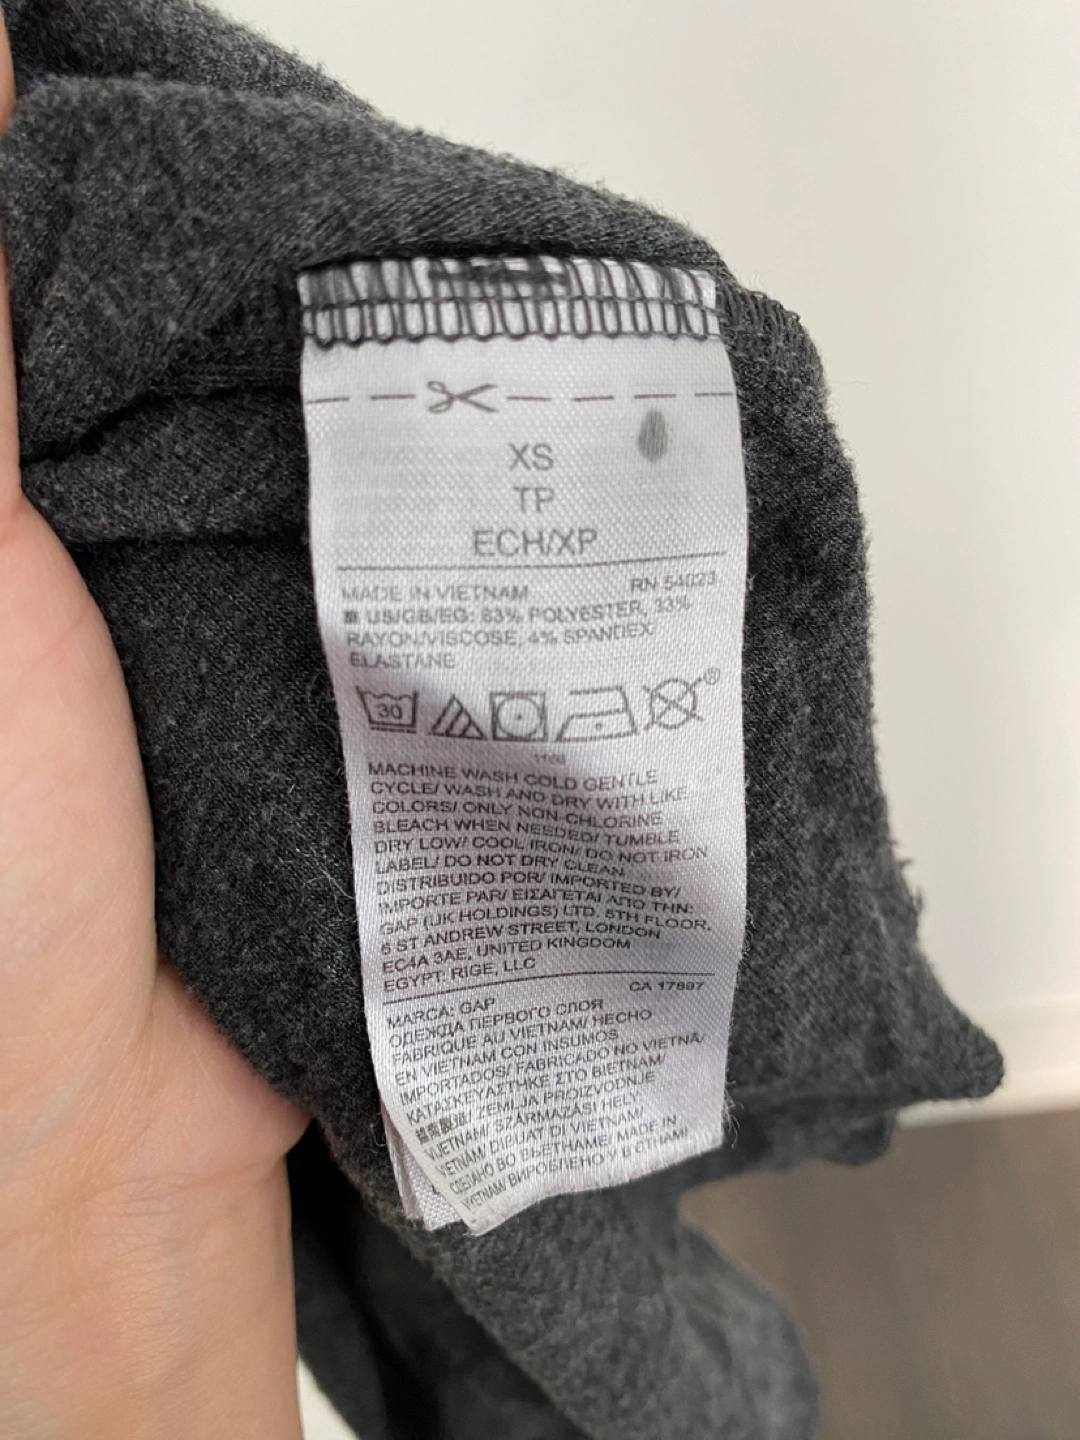 XS
TP
ECH/XP
MADE IN VIETNAM RN 54023
US/GB/EG: 63% POLYESTER, 33%
RAYON/VISCOSE, 4% SPANDEX/
ELASTANE
30
®
MACHINE WASH COLD GENTLE
CYCLE/ WASH AND DRY WITH LIKE
COLORS/ ONLY NON-CHLORINE
BLEACH WHEN NEEDED/ TUMBLE
DRY LOW/ COOL IRON/ DO NOT IRON
LABEL/ DO NOT DRY CLEAN
DISTRIBUIDO POR/ IMPORTED BY/
IMPORTE PAR/ ΕΙΣΑΓΕΤΑΙ ΑΠΟ ΤΗΝ:
GAP (UK HOLDINGS) LTD. 5TH FLOOR,
6 ST ANDREW STREET, LONDON
EC4A 3AE, UNITED KINGDOM
EGYPT: RIGE, LLC
CA 17897
MARCA: GAP
ОДЕЖДА ПЕРВОГО СЛОЯ
FABRIQUE AU VIETNAM/ HECHO
EN VIETNAM CON INSUMOS
IMPORTADOS/ FABRICADO NO VIETNÃ/
ΚΑΤΑΣΚΕΥΑΣΤΗΚΕ ΣΤΟ ΒΙΕΤΝΑΜ/
ZEMLJA PROIZVODNJE
VIJETNAM/ SZÁRMAZÁSI HELY:
VIETNÁM/ DIBUAT DI VIETNAM/
СДЕЛАНО ВО ВЬЕТНАМЕ/ MADE IN
VIETNAM/ ВИРОБЛЕНО У В'ЄТНАМІ/